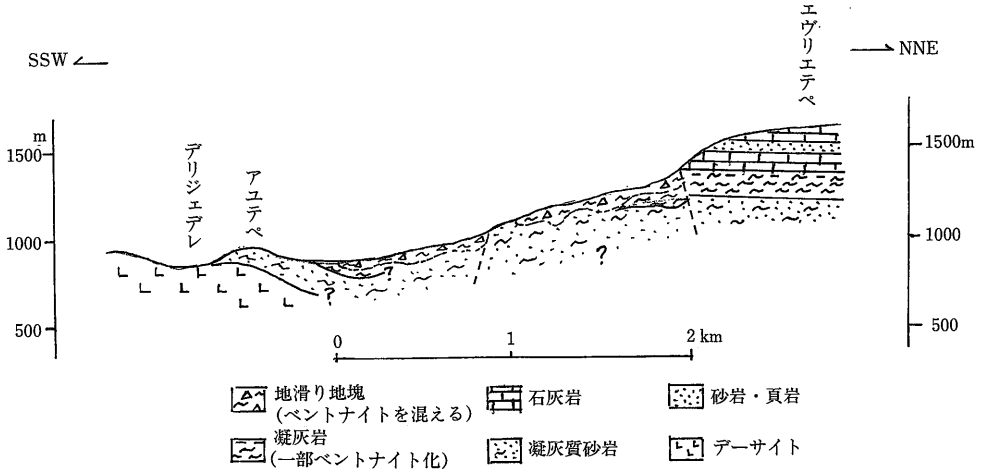 エヴリエテペ
SSW
NNE
デリジェデレ
アユテペ
m
1500
1000
500
1500m
1000
500
?
?
?
0
1
2 km
地滑り地塊
(ベントナイトを混える)
石灰岩
砂岩・頁岩
凝灰岩
(一部ベントナイト化)
凝灰質砂岩
デーサイト